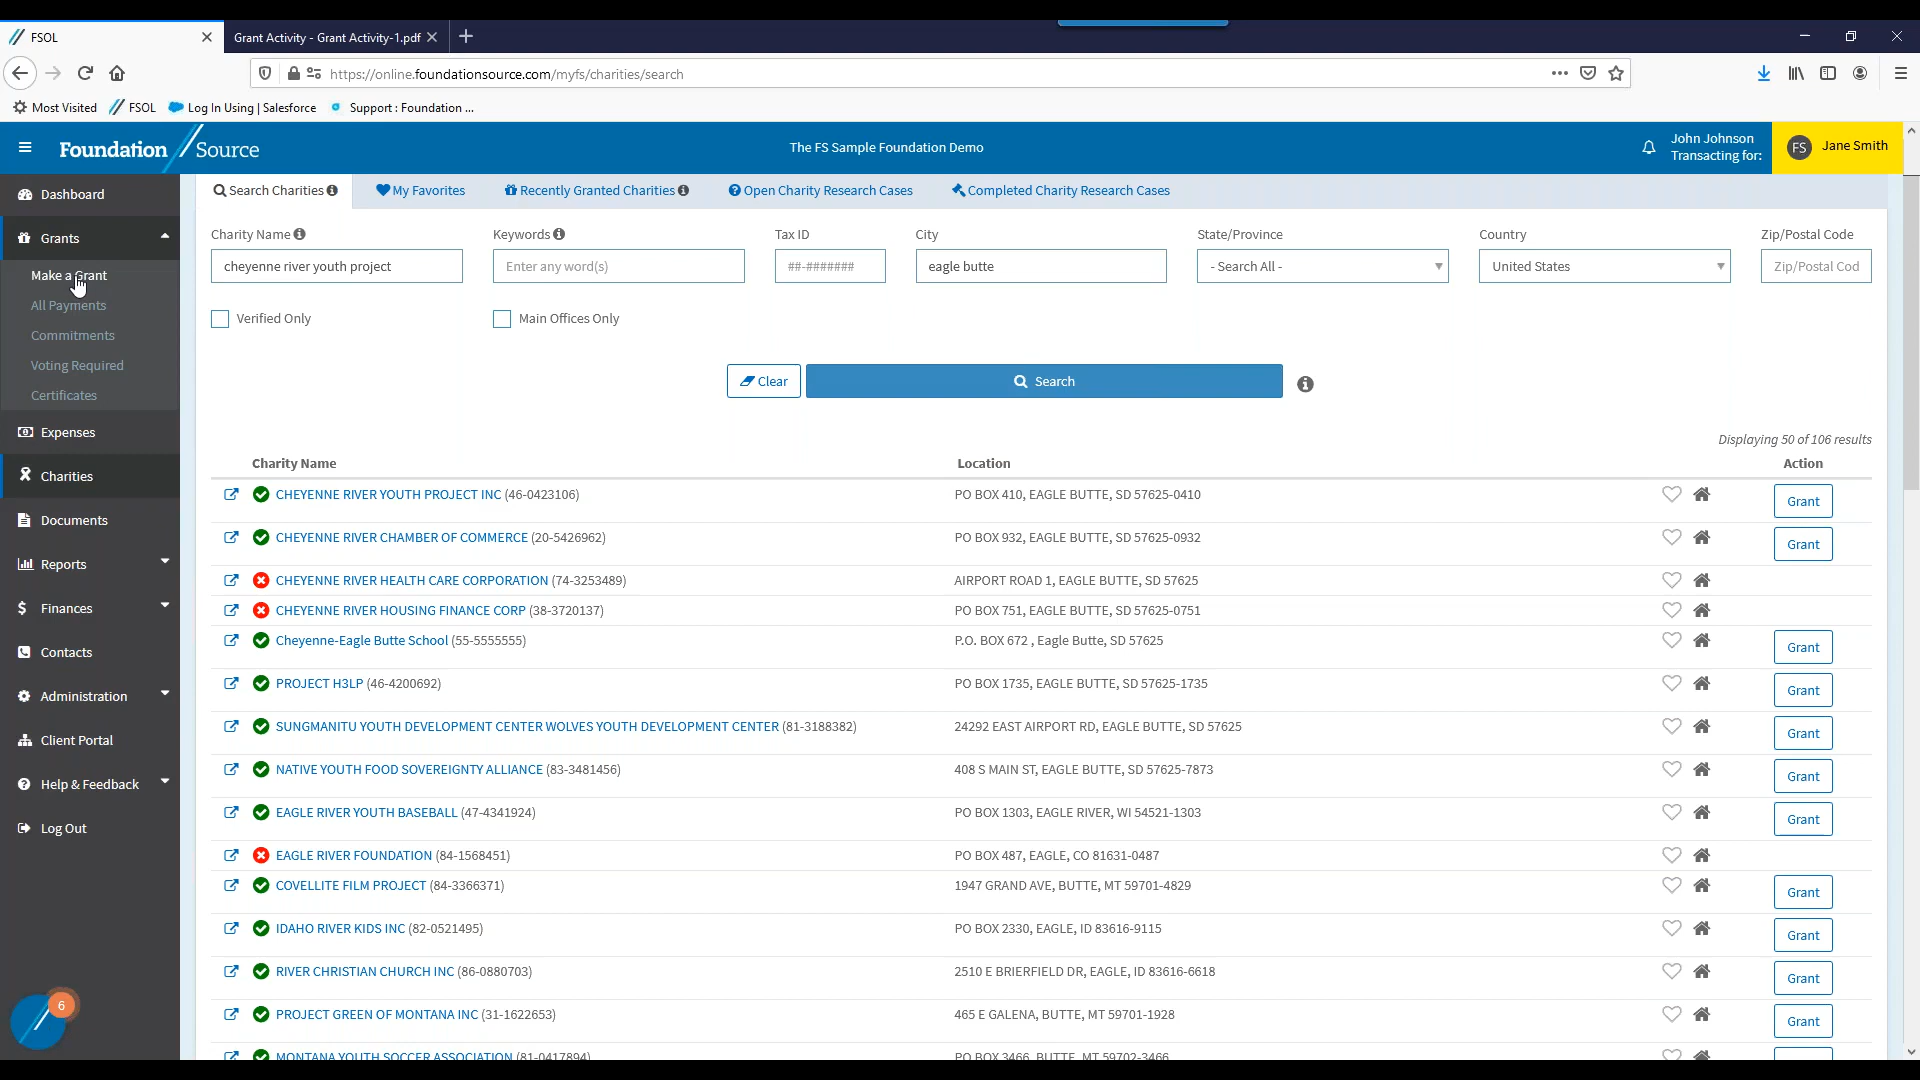 FSOL
Grant Activity - Grant Activity-1.pdf
https://online.foundationsource.com/myfs/charities/search
Most Visited
FSOL
Log In Using | Salesforce
Support : Foundation ...
Foundation Source
The FS Sample Foundation Demo
John Johnson
Transacting for:
FS
Jane Smith
Dashboard
Grants
Make a Grant
All Payments
Commitments
Voting Required
Certificates
Expenses
Charities
Documents
Reports
Finances
Contacts
Administration
Client Portal
Help & Feedback
Log Out
6
Search Charities
My Favorites
Recently Granted Charities
Open Charity Research Cases
Completed Charity Research Cases
Charity Name
Keywords
Tax ID
City
State/Province
Country
Zip/Postal Code
cheyenne river youth project
Enter any word(s)
##-#######
eagle butte
- Search All -
United States
Zip/Postal Cod
Verified Only
Main Offices Only
Clear
Search
Displaying 50 of 106 results
Charity Name Location Action
CHEYENNE RIVER YOUTH PROJECT INC (46-0423106) PO BOX 410, EAGLE BUTTE, SD 57625-0410 Grant
CHEYENNE RIVER CHAMBER OF COMMERCE (20-5426962) PO BOX 932, EAGLE BUTTE, SD 57625-0932 Grant
CHEYENNE RIVER HEALTH CARE CORPORATION (74-3253489) AIRPORT ROAD 1, EAGLE BUTTE, SD 57625
CHEYENNE RIVER HOUSING FINANCE CORP (38-3720137) PO BOX 751, EAGLE BUTTE, SD 57625-0751
Cheyenne-Eagle Butte School (55-5555555) P.O. BOX 672 , Eagle Butte, SD 57625 Grant
PROJECT H3LP (46-4200692) PO BOX 1735, EAGLE BUTTE, SD 57625-1735 Grant
SUNGMANITU YOUTH DEVELOPMENT CENTER WOLVES YOUTH DEVELOPMENT CENTER (81-3188382) 24292 EAST AIRPORT RD, EAGLE BUTTE, SD 57625 Grant
NATIVE YOUTH FOOD SOVEREIGNTY ALLIANCE (83-3481456) 408 S MAIN ST, EAGLE BUTTE, SD 57625-7873 Grant
EAGLE RIVER YOUTH BASEBALL (47-4341924) PO BOX 1303, EAGLE RIVER, WI 54521-1303 Grant
EAGLE RIVER FOUNDATION (84-1568451) PO BOX 487, EAGLE, CO 81631-0487
COVELLITE FILM PROJECT (84-3366371) 1947 GRAND AVE, BUTTE, MT 59701-4829 Grant
IDAHO RIVER KIDS INC (82-0521495) PO BOX 2330, EAGLE, ID 83616-9115 Grant
RIVER CHRISTIAN CHURCH INC (86-0880703) 2510 E BRIERFIELD DR, EAGLE, ID 83616-6618 Grant
PROJECT GREEN OF MONTANA INC (31-1622653) 465 E GALENA, BUTTE, MT 59701-1928 Grant
MONTANA YOUTH SOCCER ASSOCIATION (81-0417894) PO BOX 3466, BUTTE, MT 59702-3466